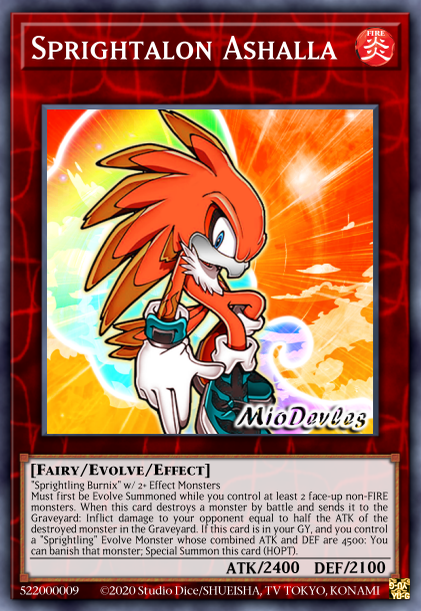 SPRIGHTALON ASHALLA
FIRE
炎
MioDevles
[FAIRY/EVOLVE/EFFECT]
"Sprightling Burnix" w/ 2+ Effect Monsters
Must first be Evolve Summoned while you control at least 2 face-up non-FIRE
monsters. When this card destroys a monster by battle and sends it to the
Graveyard: Inflict damage to your opponent equal to half the ATK of the
destroyed monster in the Graveyard. If this card is in your GY, and you control
a "Sprightling" Evolve Monster whose combined ATK and DEF are 4500: You
can banish that monster; Special Summon this card (HOPT).
ATK/2400 DEF/2100
522000009 ©2020 Studio Dice/SHUEISHA, TV TOKYO, KONAMI